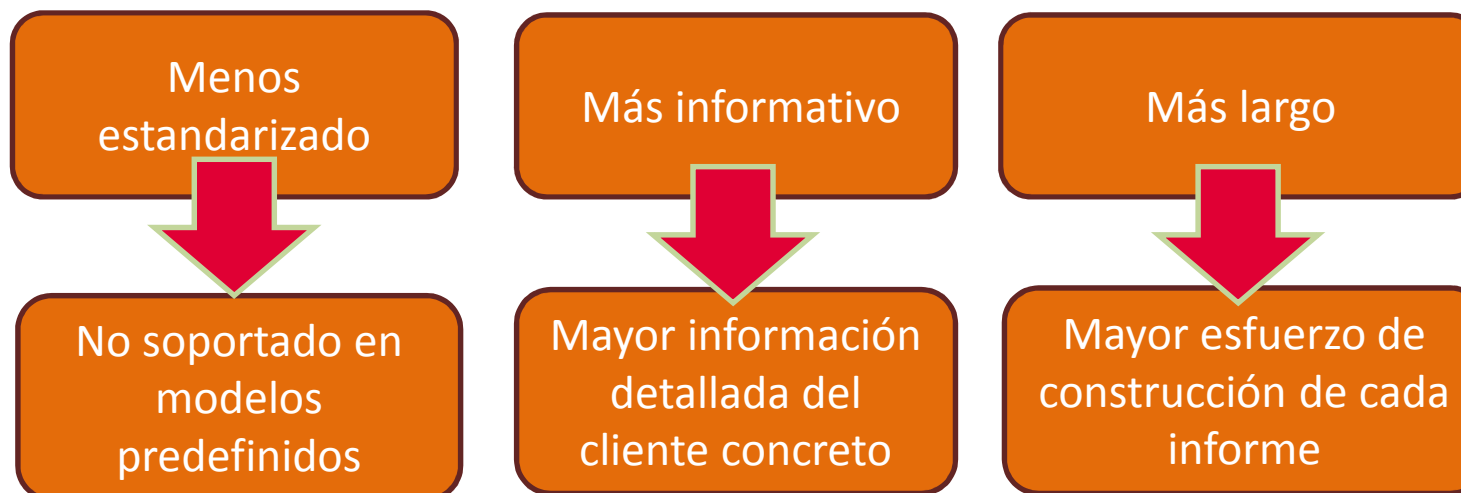 Menos
estandarizado
Más informativo
Más largo
No soportado en
modelos
predefinidos
Mayor información
detallada del
cliente concreto
Mayor esfuerzo de
construcción de cada
informe